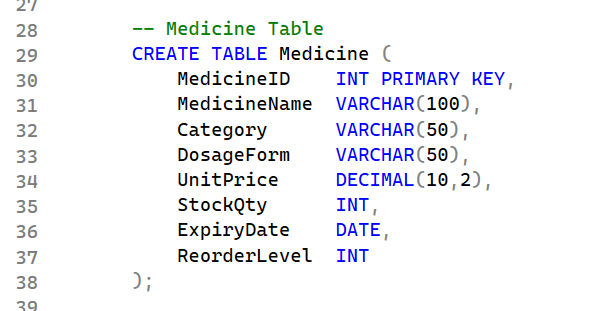 27
28 -- Medicine Table
29 CREATE TABLE Medicine (
30 MedicineID INT PRIMARY KEY,
31 MedicineName VARCHAR(100),
32 Category VARCHAR(50),
33 DosageForm VARCHAR(50),
34 UnitPrice DECIMAL(10,2),
35 StockQty INT,
36 ExpiryDate DATE,
37 ReorderLevel INT
38 );
39